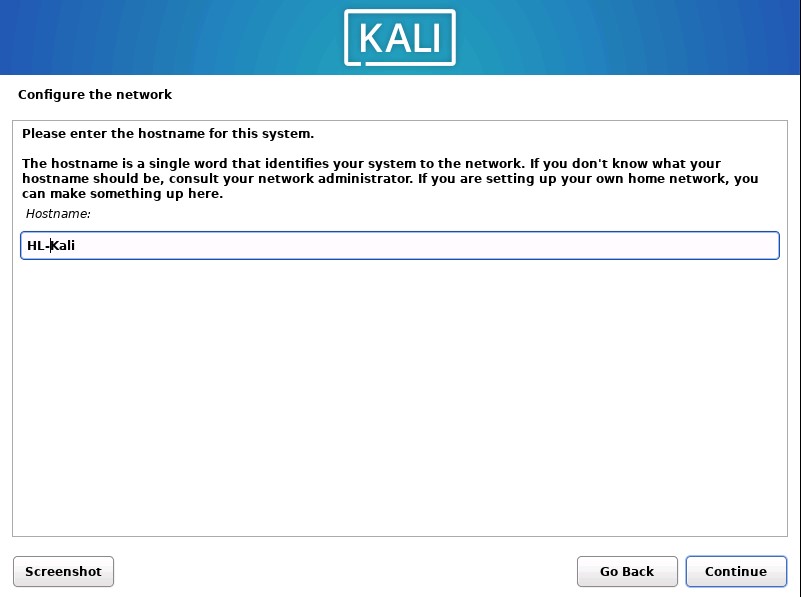 KALI
Configure the network
Please enter the hostname for this system.
The hostname is a single word that identifies your system to the network. If you don't know what your
hostname should be, consult your network administrator. If you are setting up your own home network, you
can make something up here.
Hostname:
HL-Kali
Screenshot
Go Back
Continue